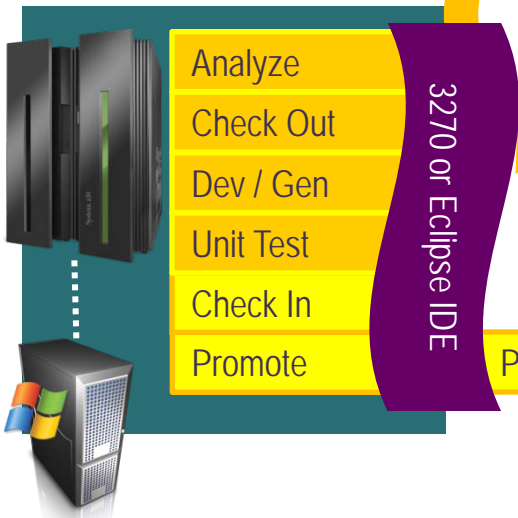 Analyze
Check Out
Dev / Gen
Unit Test
Check In
Promote
P
3270 or Eclipse IDE